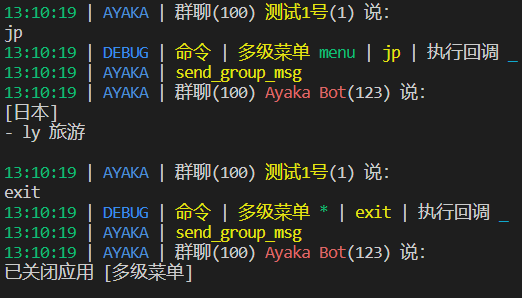 13:10:19 | AYAKA | 群聊(100) 测试1号(1) 说:
jp
13:10:19 | DEBUG | 命令 | 多级菜单 menu | jp | 执行回调 _
13:10:19 | AYAKA | send_group_msg
13:10:19 | AYAKA | 群聊(100) Ayaka Bot(123) 说:
[日本]
- ly 旅游
13:10:19 | AYAKA | 群聊(100) 测试1号(1) 说:
exit
13:10:19 | DEBUG | 命令 | 多级菜单 * | exit | 执行回调 _
13:10:19 | AYAKA | send_group_msg
13:10:19 | AYAKA | 群聊(100) Ayaka Bot(123) 说:
已关闭应用 [多级菜单]